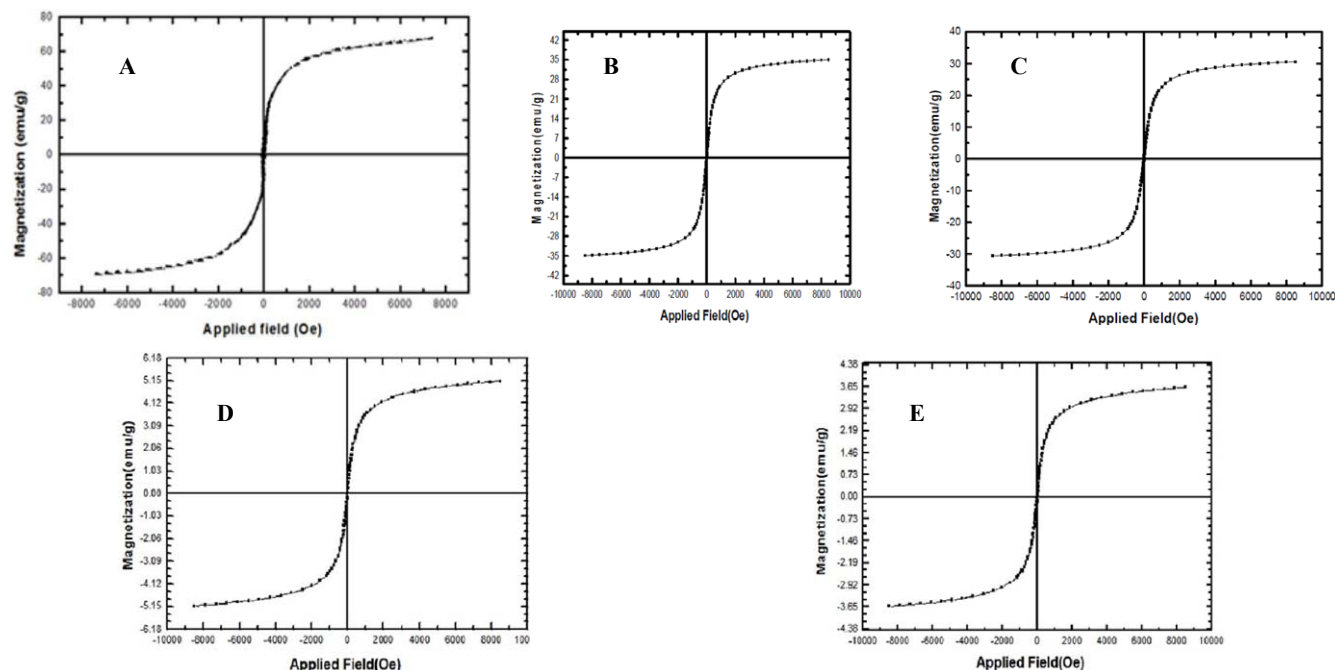 A
Magnetization (emu/g)
80
60
40
20
0
-20
-40
-60
-80
-8000 -6000 -4000 -2000 0 2000 4000 6000 8000
Applied field (Oe)
B
Magnetization(emu/g)
42
35
28
21
14
7
0
-7
-14
-21
-28
-35
-42
-10000 -8000 -6000 -4000 -2000 0 2000 4000 6000 8000 10000
Applied Field(Oe)
C
Magnetization(emu/g)
40
30
20
10
0
-10
-20
-30
-40
-10000 -8000 -6000 -4000 -2000 0 2000 4000 6000 8000 10000
Applied Field(Oe)
D
Magnetization(emu/g)
6.18
5.15
4.12
3.09
2.06
1.03
0.00
-1.03
-2.06
-3.09
-4.12
-5.15
-6.18
-10000 -8000 -6000 -4000 -2000 0 2000 4000 6000 8000 100
Applied Field(Oe)
E
Magnetization(emu/g)
4.38
3.65
2.92
2.19
1.46
0.73
0.00
-0.73
-1.46
-2.19
-2.92
-3.65
-4.38
-10000 -8000 -6000 -4000 -2000 0 2000 4000 6000 8000 10000
Applied Field(Oe)